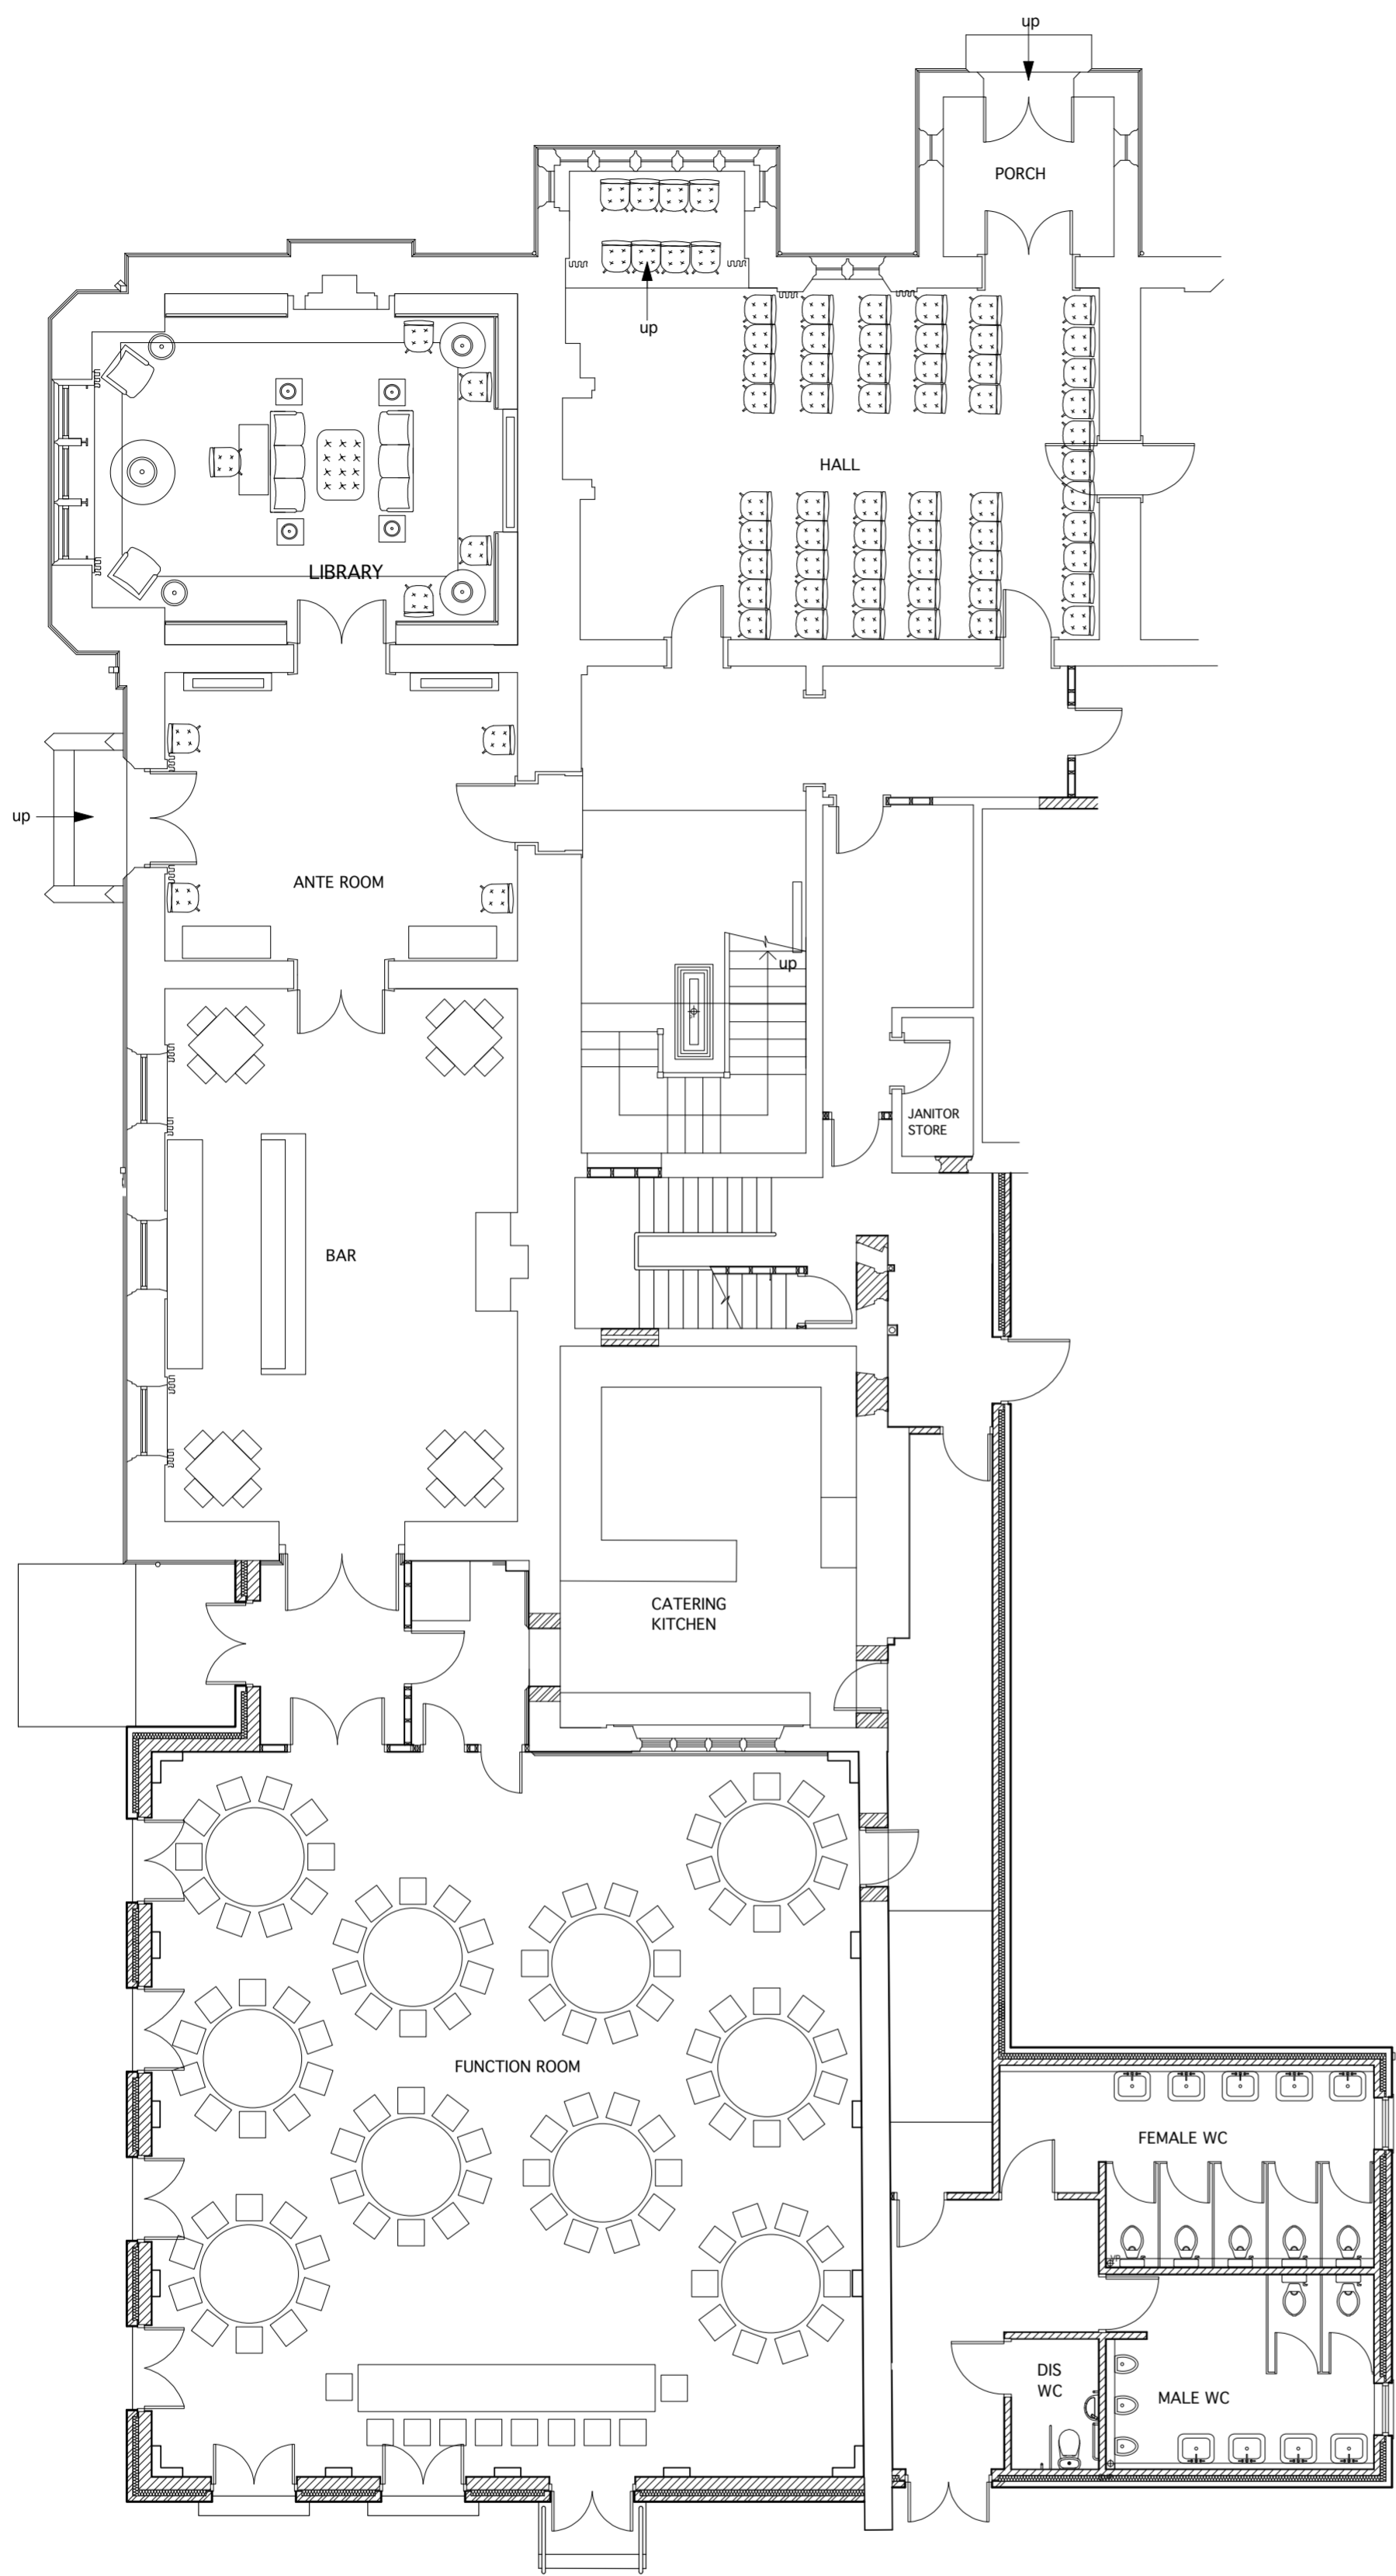 up
PORCH
up
HALL
LIBRARY
up
ANTE ROOM
up
JANITOR
STORE
BAR
CATERING
KITCHEN
FUNCTION ROOM
FEMALE WC
DIS
WC
MALE WC